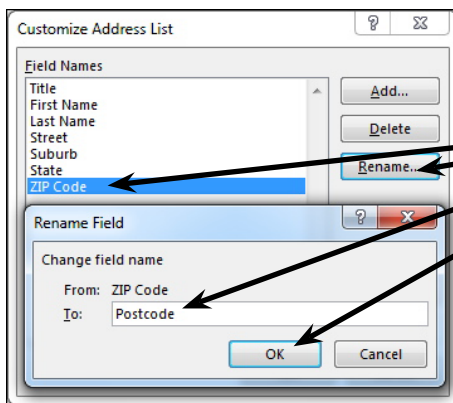 Customize Address List
Field Names
Title
First Name
Last Name
Street
Suburb
State
ZIP Code
Add...
Delete
Rename...
Rename Field
Change field name
From: ZIP Code
To: Postcode
OK Cancel